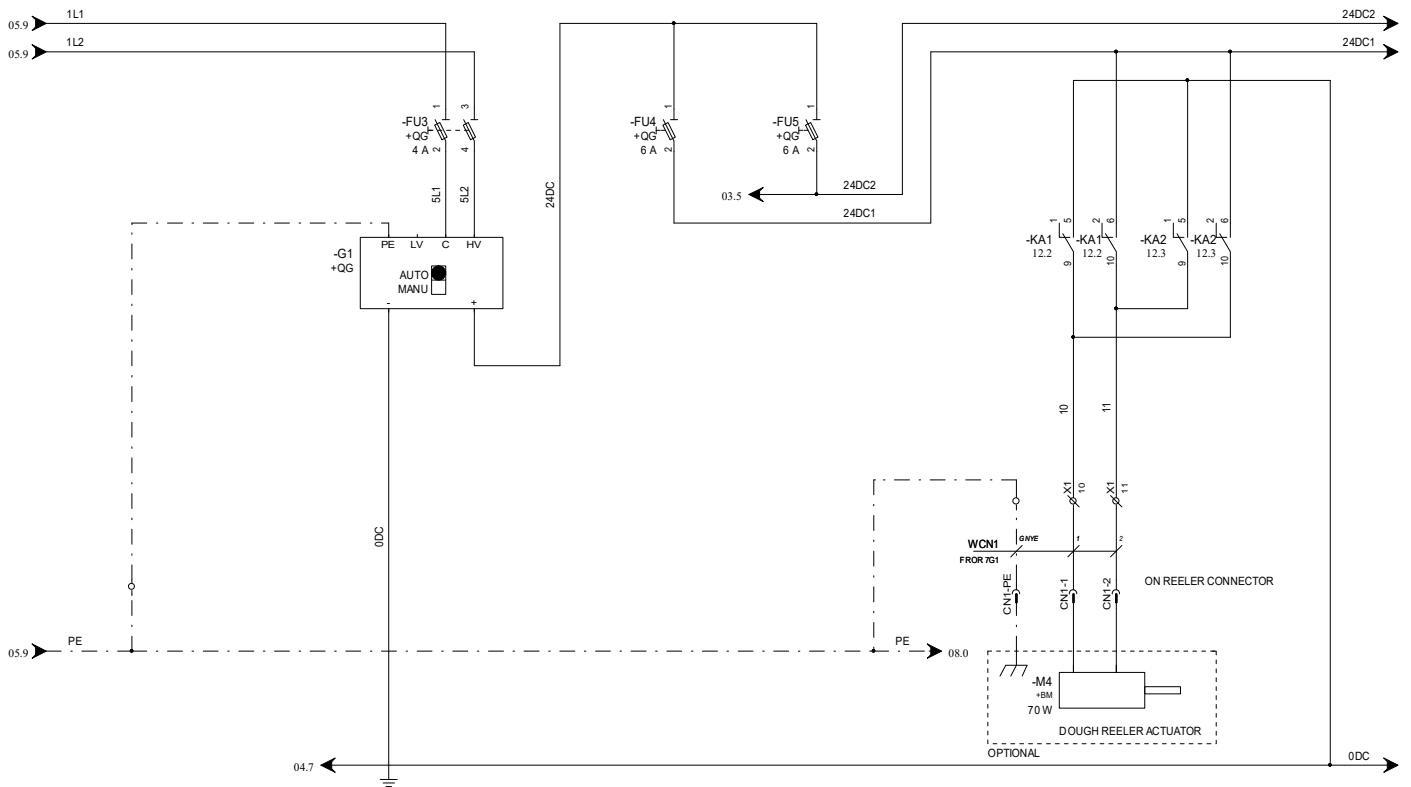 1L1
05.9
1L2
05.9
24DC2
24DC1
-FU3
+QG
4 A
1
2
3
4
-FU4
+QG
6 A
1
2
-FU5
+QG
6 A
1
2
03.5
24DC2
24DC1
24DC
5L1
5L2
PE LV C HV
-G1
+QG
AUTO
MANU
- +
-KA1
12.2
1 5
9
-KA1
12.2
2 6
10
-KA2
12.3
1 5
9
-KA2
12.3
2 6
10
10
11
X1
10
X1
11
0DC
WCN1
FROR 7G1
GNYE
1
2
CN1-PE
CN1-1
CN1-2
ON REELER CONNECTOR
05.9
PE
PE
08.0
-M4
+BM
70 W
DOUGH REELER ACTUATOR
OPTIONAL
04.7
0DC